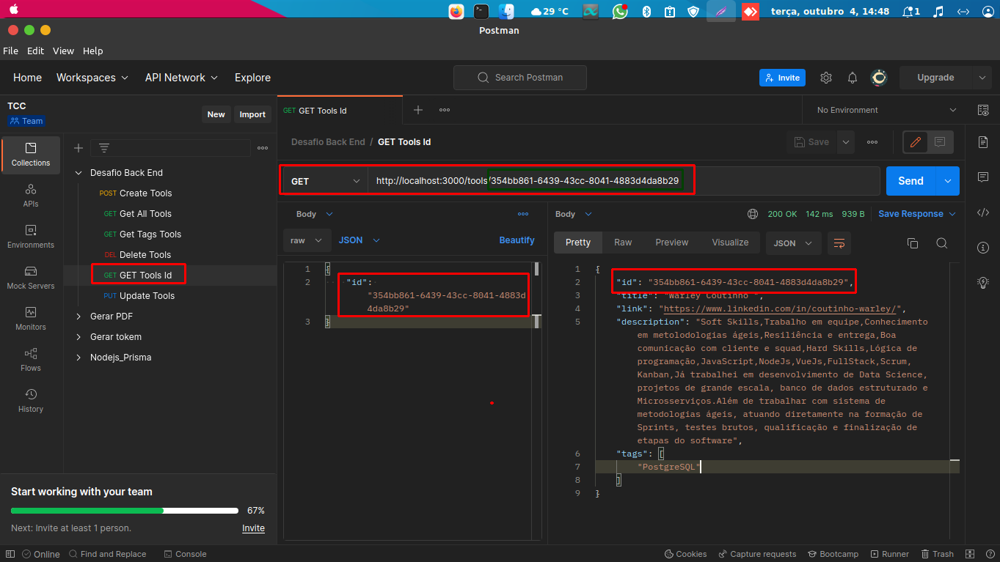 29 °C
terça, outubro 4, 14:48
1
Postman
File Edit View Help
Home Workspaces API Network Explore
Search Postman
Invite
Upgrade
TCC
Team
New Import
GET GET Tools Id
No Environment
Desafio Back End / GET Tools Id
Save
Collections
APIs
Environments
Mock Servers
Monitors
Flows
History
Desafio Back End
POST Create Tools
GET Get All Tools
GET Get Tags Tools
DEL Delete Tools
GET GET Tools Id
PUT Update Tools
Gerar PDF
Gerar tokem
Nodejs_Prisma
GET http://localhost:3000/tools/354bb861-6439-43cc-8041-4883d4da8b29
Send
Body
raw JSON Beautify
1 {
2 "id":
"354bb861-6439-43cc-8041-4883d
4da8b29"
3 }
Body 200 OK 142 ms 939 B Save Response
Pretty Raw Preview Visualize JSON
1 {
2 "id": "354bb861-6439-43cc-8041-4883d4da8b29",
3 "title": "Warley Coutinho ",
4 "link": "https://www.linkedin.com/in/coutinho-warley/",
5 "description": "Soft Skills,Trabalho em equipe,Conhecimento
em metolodologias ágeis,Resiliência e entrega,Boa
comunicação com cliente e squad,Hard Skills,Lógica de
programação,JavaScript,NodeJs,VueJs,FullStack,Scrum,
Kanban,Já trabalhei em desenvolvimento de Data Science,
projetos de grande escala, banco de dados estruturado e
Microsserviços.Além de trabalhar com sistema de
metodologias ágeis, atuando diretamente na formação de
Sprints, testes brutos, qualificação e finalização de
etapas do software",
6 "tags": [
7 "PostgreSQL"
8 ]
9 }
Start working with your team
67%
Next: Invite at least 1 person. Invite
Online Find and Replace Console
Cookies Capture requests Bootcamp Runner Trash